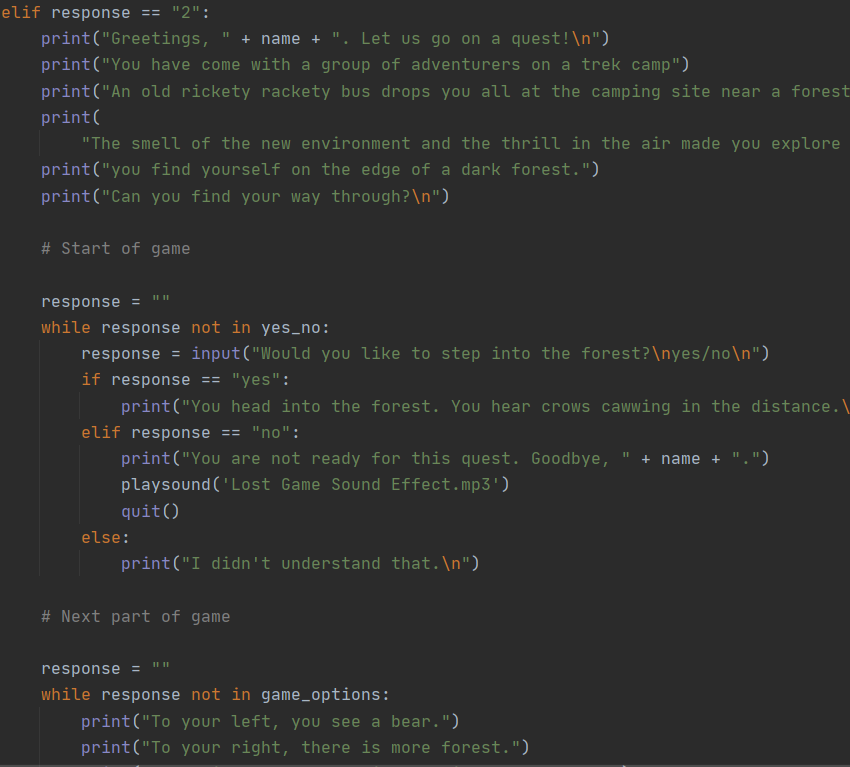 elif response == "2":
    print("Greetings, " + name + ". Let us go on a quest!\n")
    print("You have come with a group of adventurers on a trek camp")
    print("An old rickety rackety bus drops you all at the camping site near a forest
    print(
        "The smell of the new environment and the thrill in the air made you explore
    print("you find yourself on the edge of a dark forest.")
    print("Can you find your way through?\n")
    # Start of game
    response = ""
    while response not in yes_no:
        response = input("Would you like to step into the forest?\nyes/no\n")
        if response == "yes":
            print("You head into the forest. You hear crows cawwing in the distance.\
        elif response == "no":
            print("You are not ready for this quest. Goodbye, " + name + ".")
            playsound('Lost Game Sound Effect.mp3')
            quit()
        else:
            print("I didn't understand that.\n")
    # Next part of game
    response = ""
    while response not in game_options:
        print("To your left, you see a bear.")
        print("To your right, there is more forest.")